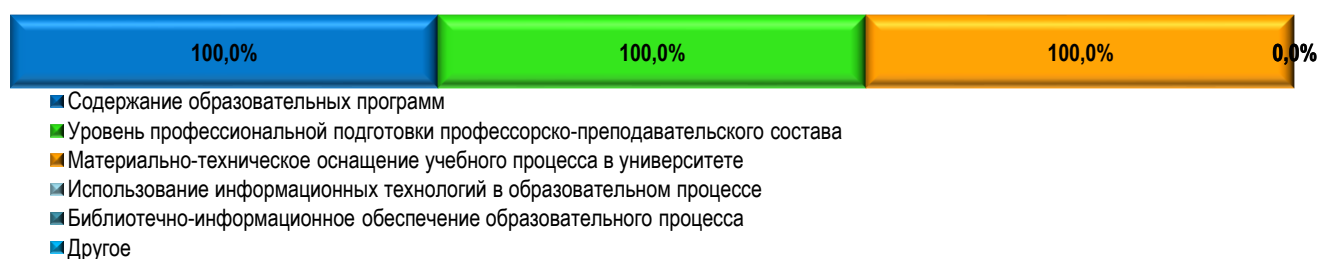 100,0% 100,0% 100,0% 0,0%
Содержание образовательных программ
Уровень профессиональной подготовки профессорско-преподавательского состава
Материально-техническое оснащение учебного процесса в университете
Использование информационных технологий в образовательном процессе
Библиотечно-информационное обеспечение образовательного процесса
Другое